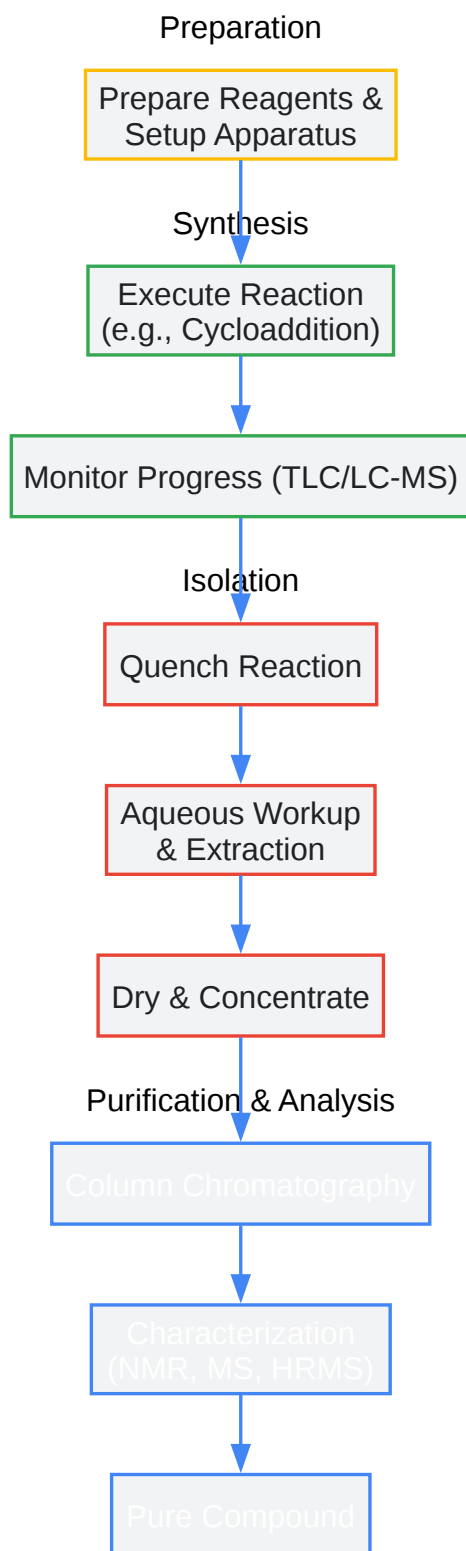 Preparation
Prepare Reagents &
Setup Apparatus
Synthesis
Execute Reaction
(e.g., Cycloaddition)
Monitor Progress (TLC/LC-MS)
Isolation
Quench Reaction
Aqueous Workup
& Extraction
Dry & Concentrate
Purification & Analysis
Column Chromatography
Characterization
(NMR, MS, HRMS)
Pure Compound